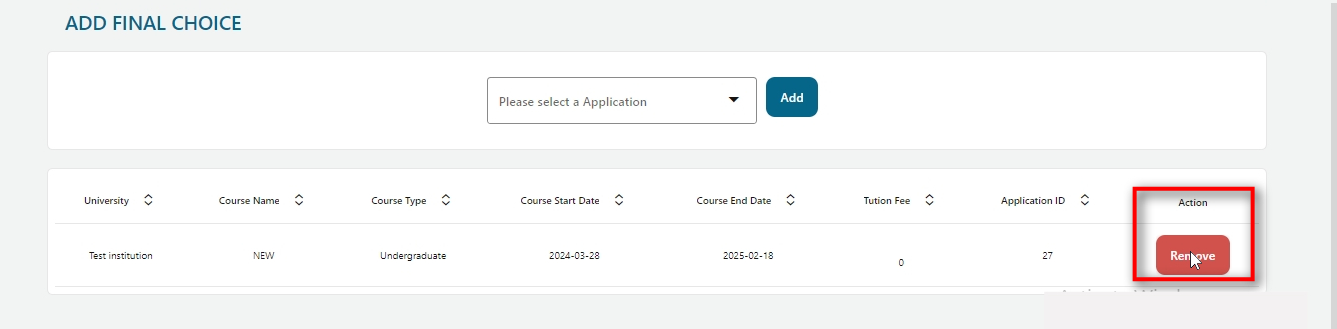 ADD FINAL CHOICE
Please select a Application
Add
University Course Name Course Type Course Start Date Course End Date Tution Fee Application ID Action
Test institution NEW Undergraduate 2024-03-28 2025-02-18 0 27 Remove